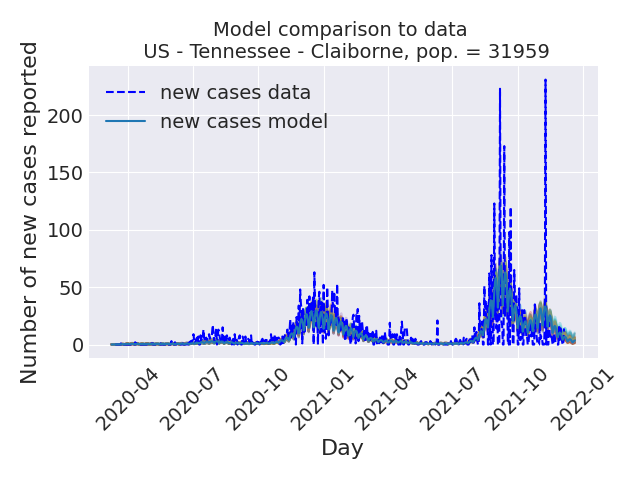 Model comparison to data
US - Tennessee - Claiborne, pop. = 31959
new cases data
new cases model
Number of new cases reported
200
150
100
50
0
2020-04
2020-07
2020-10
2021-01
2021-04
2021-07
2021-10
2022-01
Day